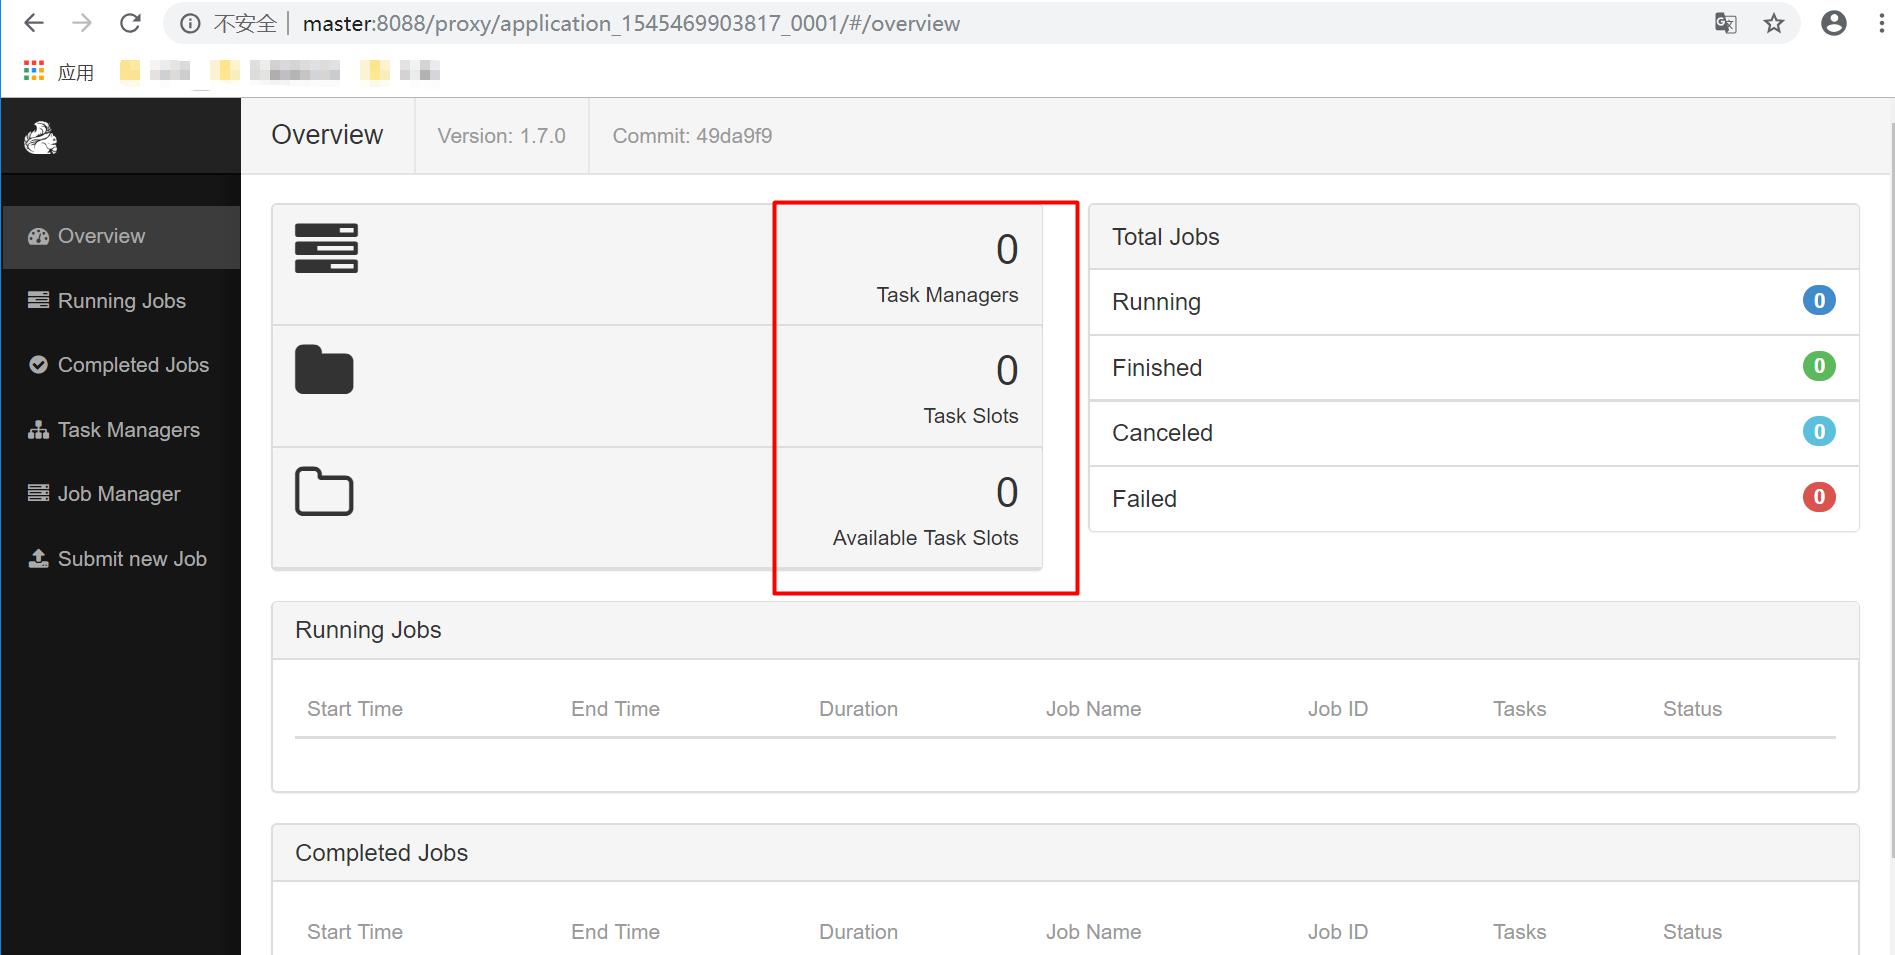 不安全 master:8088/proxy/application_1545469903817_0001/#/overview
应用
Overview Version: 1.7.0 Commit: 49da9f9
Overview
Running Jobs
Completed Jobs
Task Managers
Job Manager
Submit new Job
0
Task Managers
0
Task Slots
0
Available Task Slots
Total Jobs
Running 0
Finished 0
Canceled 0
Failed 0
Running Jobs
Start Time End Time Duration Job Name Job ID Tasks Status
Completed Jobs
Start Time End Time Duration Job Name Job ID Tasks Status